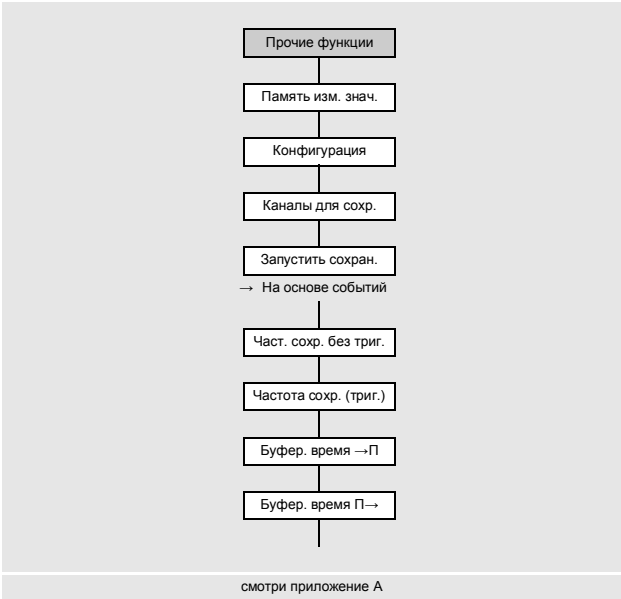 Прочие функции
Память изм. знач.
Конфигурация
Каналы для сохр.
Запустить сохран.
→ На основе событий
Част. сохр. без триг.
Частота сохр. (триг.)
Буфер. время →П
Буфер. время П→
смотри приложение А